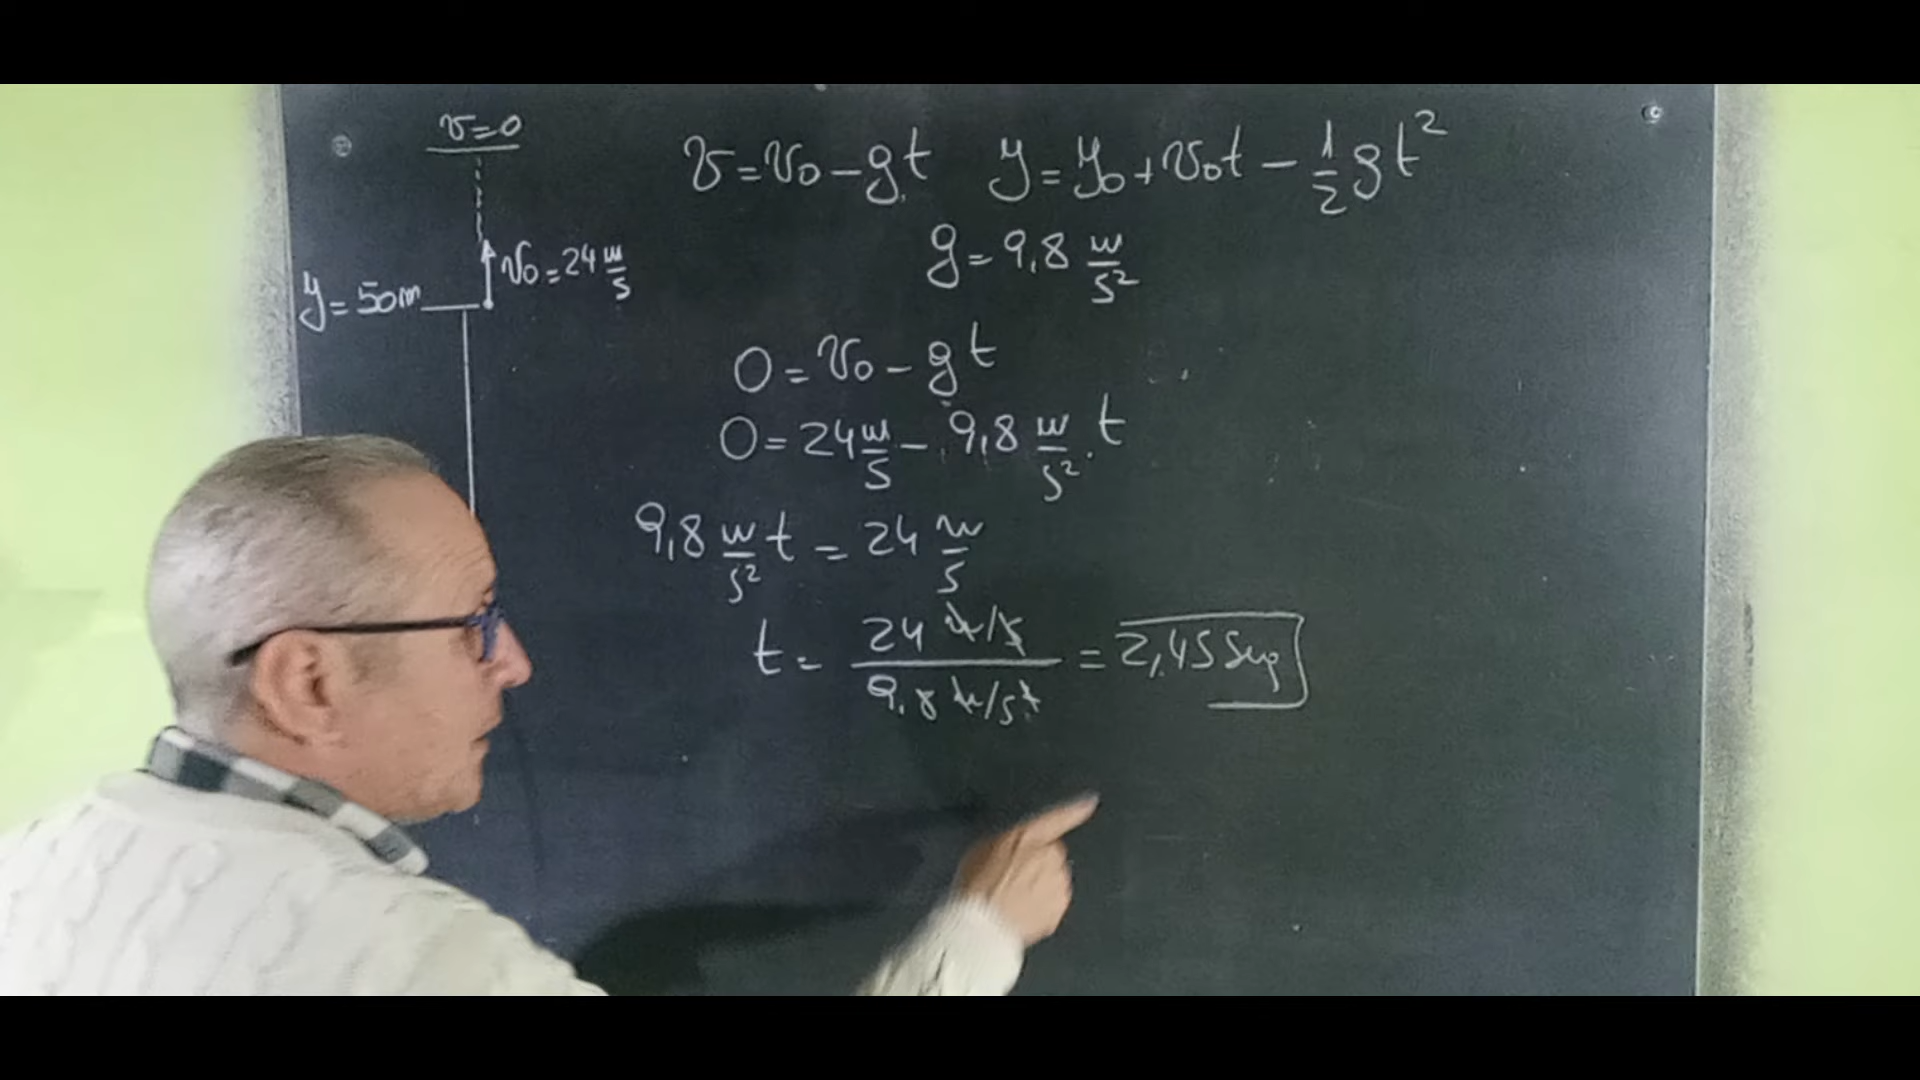 v=0
v₀=24 m/s
y=50m
v=v₀-gt y=y₀+v₀t-1/2gt²
g=9,8 m/s²
0=v₀-gt
0=24 m/s-9,8 m/s².t
9,8 m/s² t=24 m/s
t=24 m/s / 9,8 m/s²=2,45 Seg